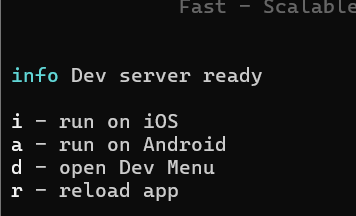 Fast - Scalable
info Dev server ready
i - run on iOS
a - run on Android
d - open Dev Menu
r - reload app